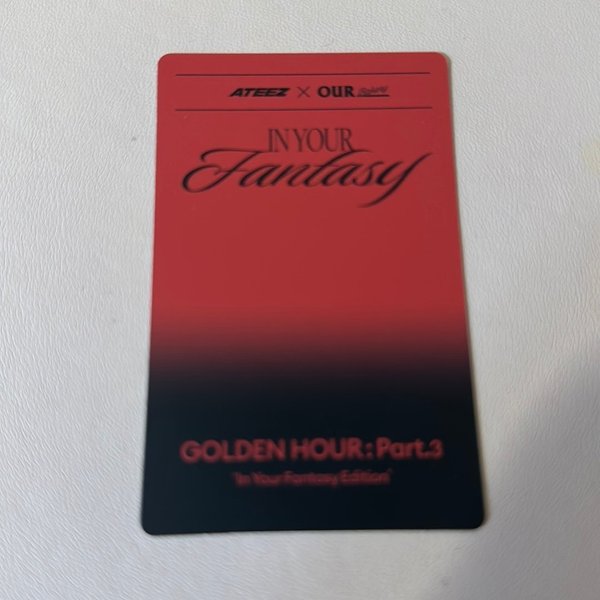 ATEEZ × OUR
IN YOUR
Fantasy
GOLDEN HOUR : Part.3
'In Your Fantasy Edition'